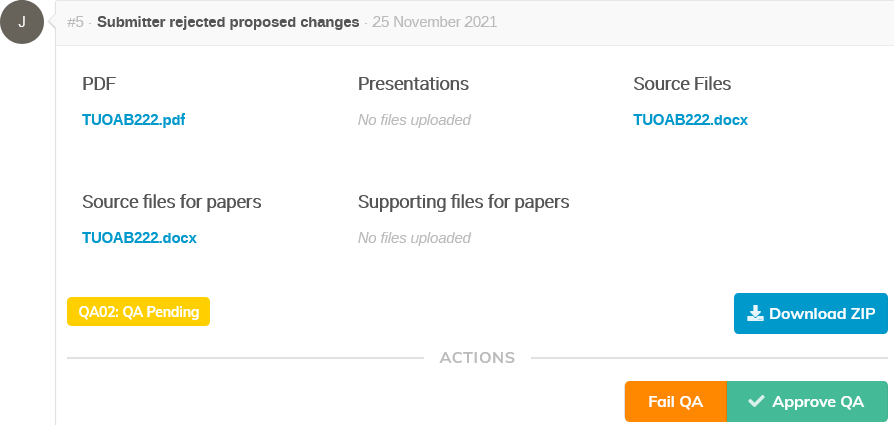 J
#5 · Submitter rejected proposed changes · 25 November 2021
PDF
TUOAB222.pdf
Presentations
No files uploaded
Source Files
TUOAB222.docx
Source files for papers
TUOAB222.docx
Supporting files for papers
No files uploaded
QA02: QA Pending
Download ZIP
ACTIONS
Fail QA
Approve QA